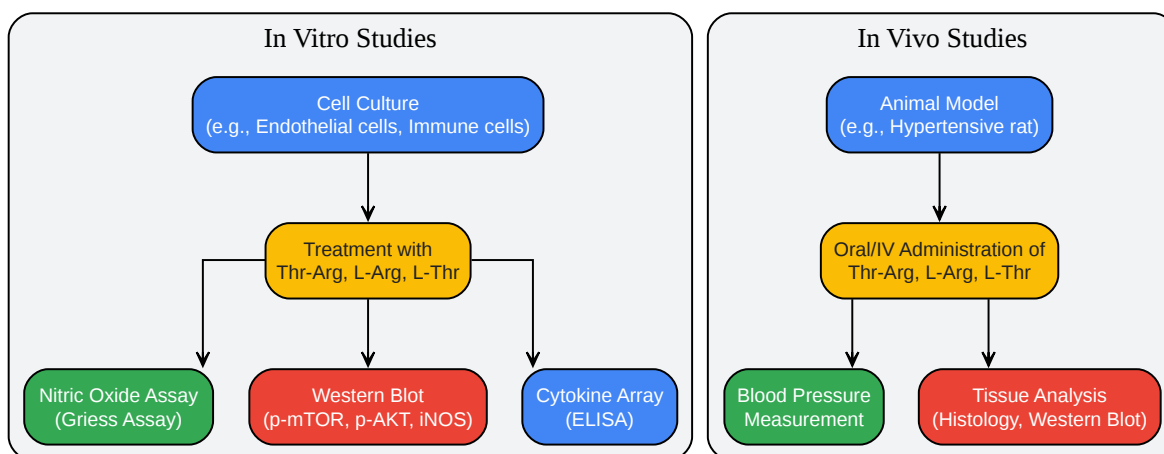 In Vitro Studies
Cell Culture
(e.g., Endothelial cells, Immune cells)
Treatment with
Thr-Arg, L-Arg, L-Thr
Nitric Oxide Assay
(Griess Assay)
Western Blot
(p-mTOR, p-AKT, iNOS)
Cytokine Array
(ELISA)
In Vivo Studies
Animal Model
(e.g., Hypertensive rat)
Oral/IV Administration of
Thr-Arg, L-Arg, L-Thr
Blood Pressure
Measurement
Tissue Analysis
(Histology, Western Blot)